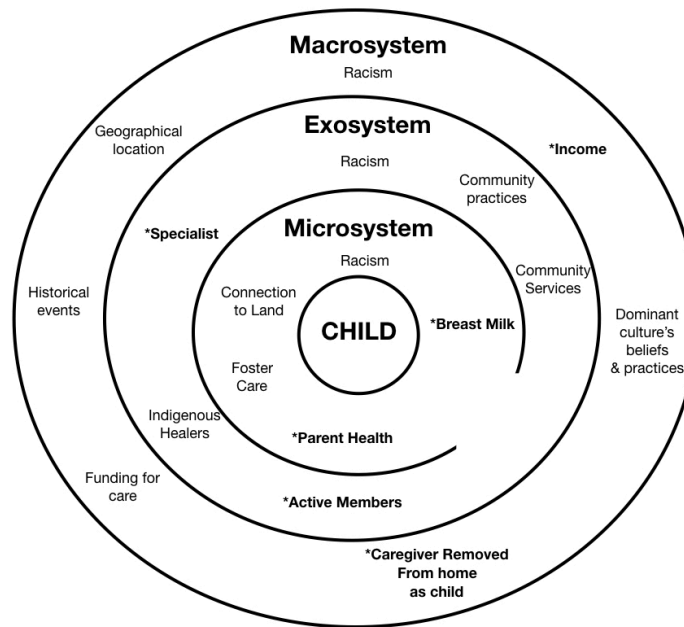 Macrosystem
Racism
Geographical
location
Exosystem
Racism
*Income
Community
practices
*Specialist
Microsystem
Racism
Community
Services
Connection
to Land
Historical
events
CHILD
*Breast Milk
Dominant
culture's
beliefs
& practices
Foster
Care
Indigenous
Healers
*Parent Health
Funding for
care
*Active Members
*Caregiver Removed
From home
as child